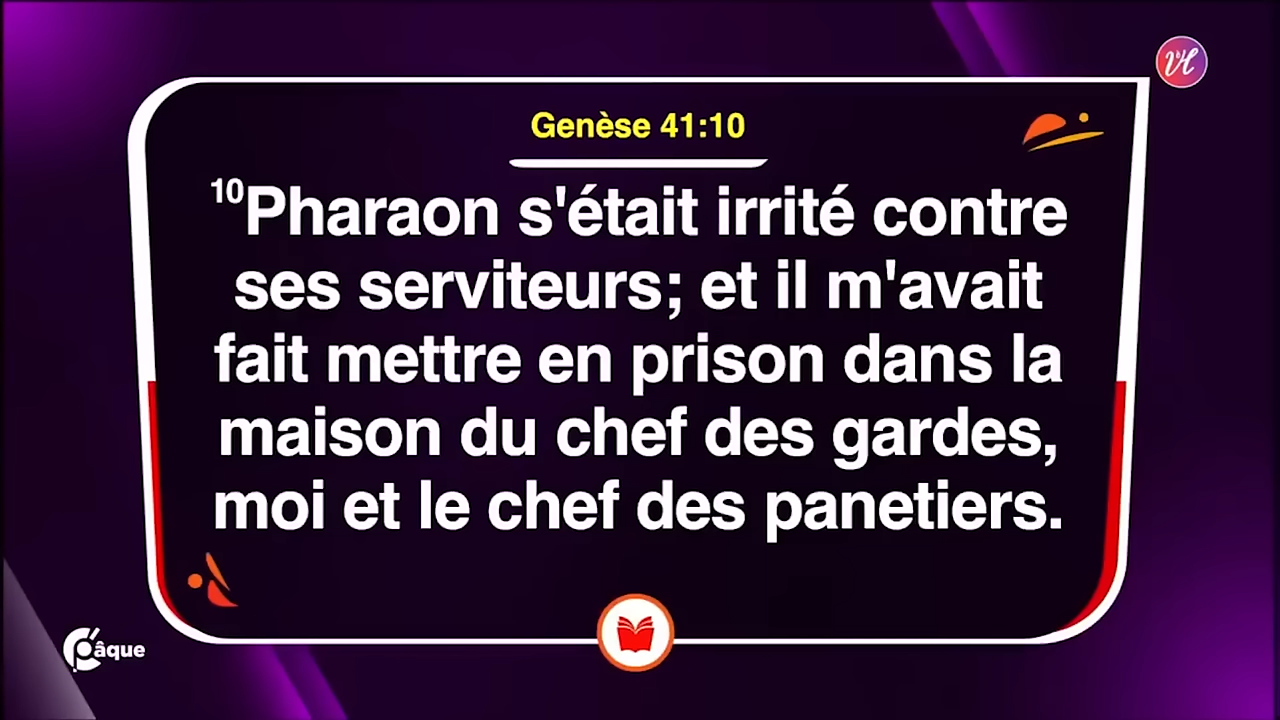 Genèse 41:10
10Pharaon s'était irrité contre
ses serviteurs; et il m'avait
fait mettre en prison dans la
maison du chef des gardes,
moi et le chef des panetiers.
Pâque